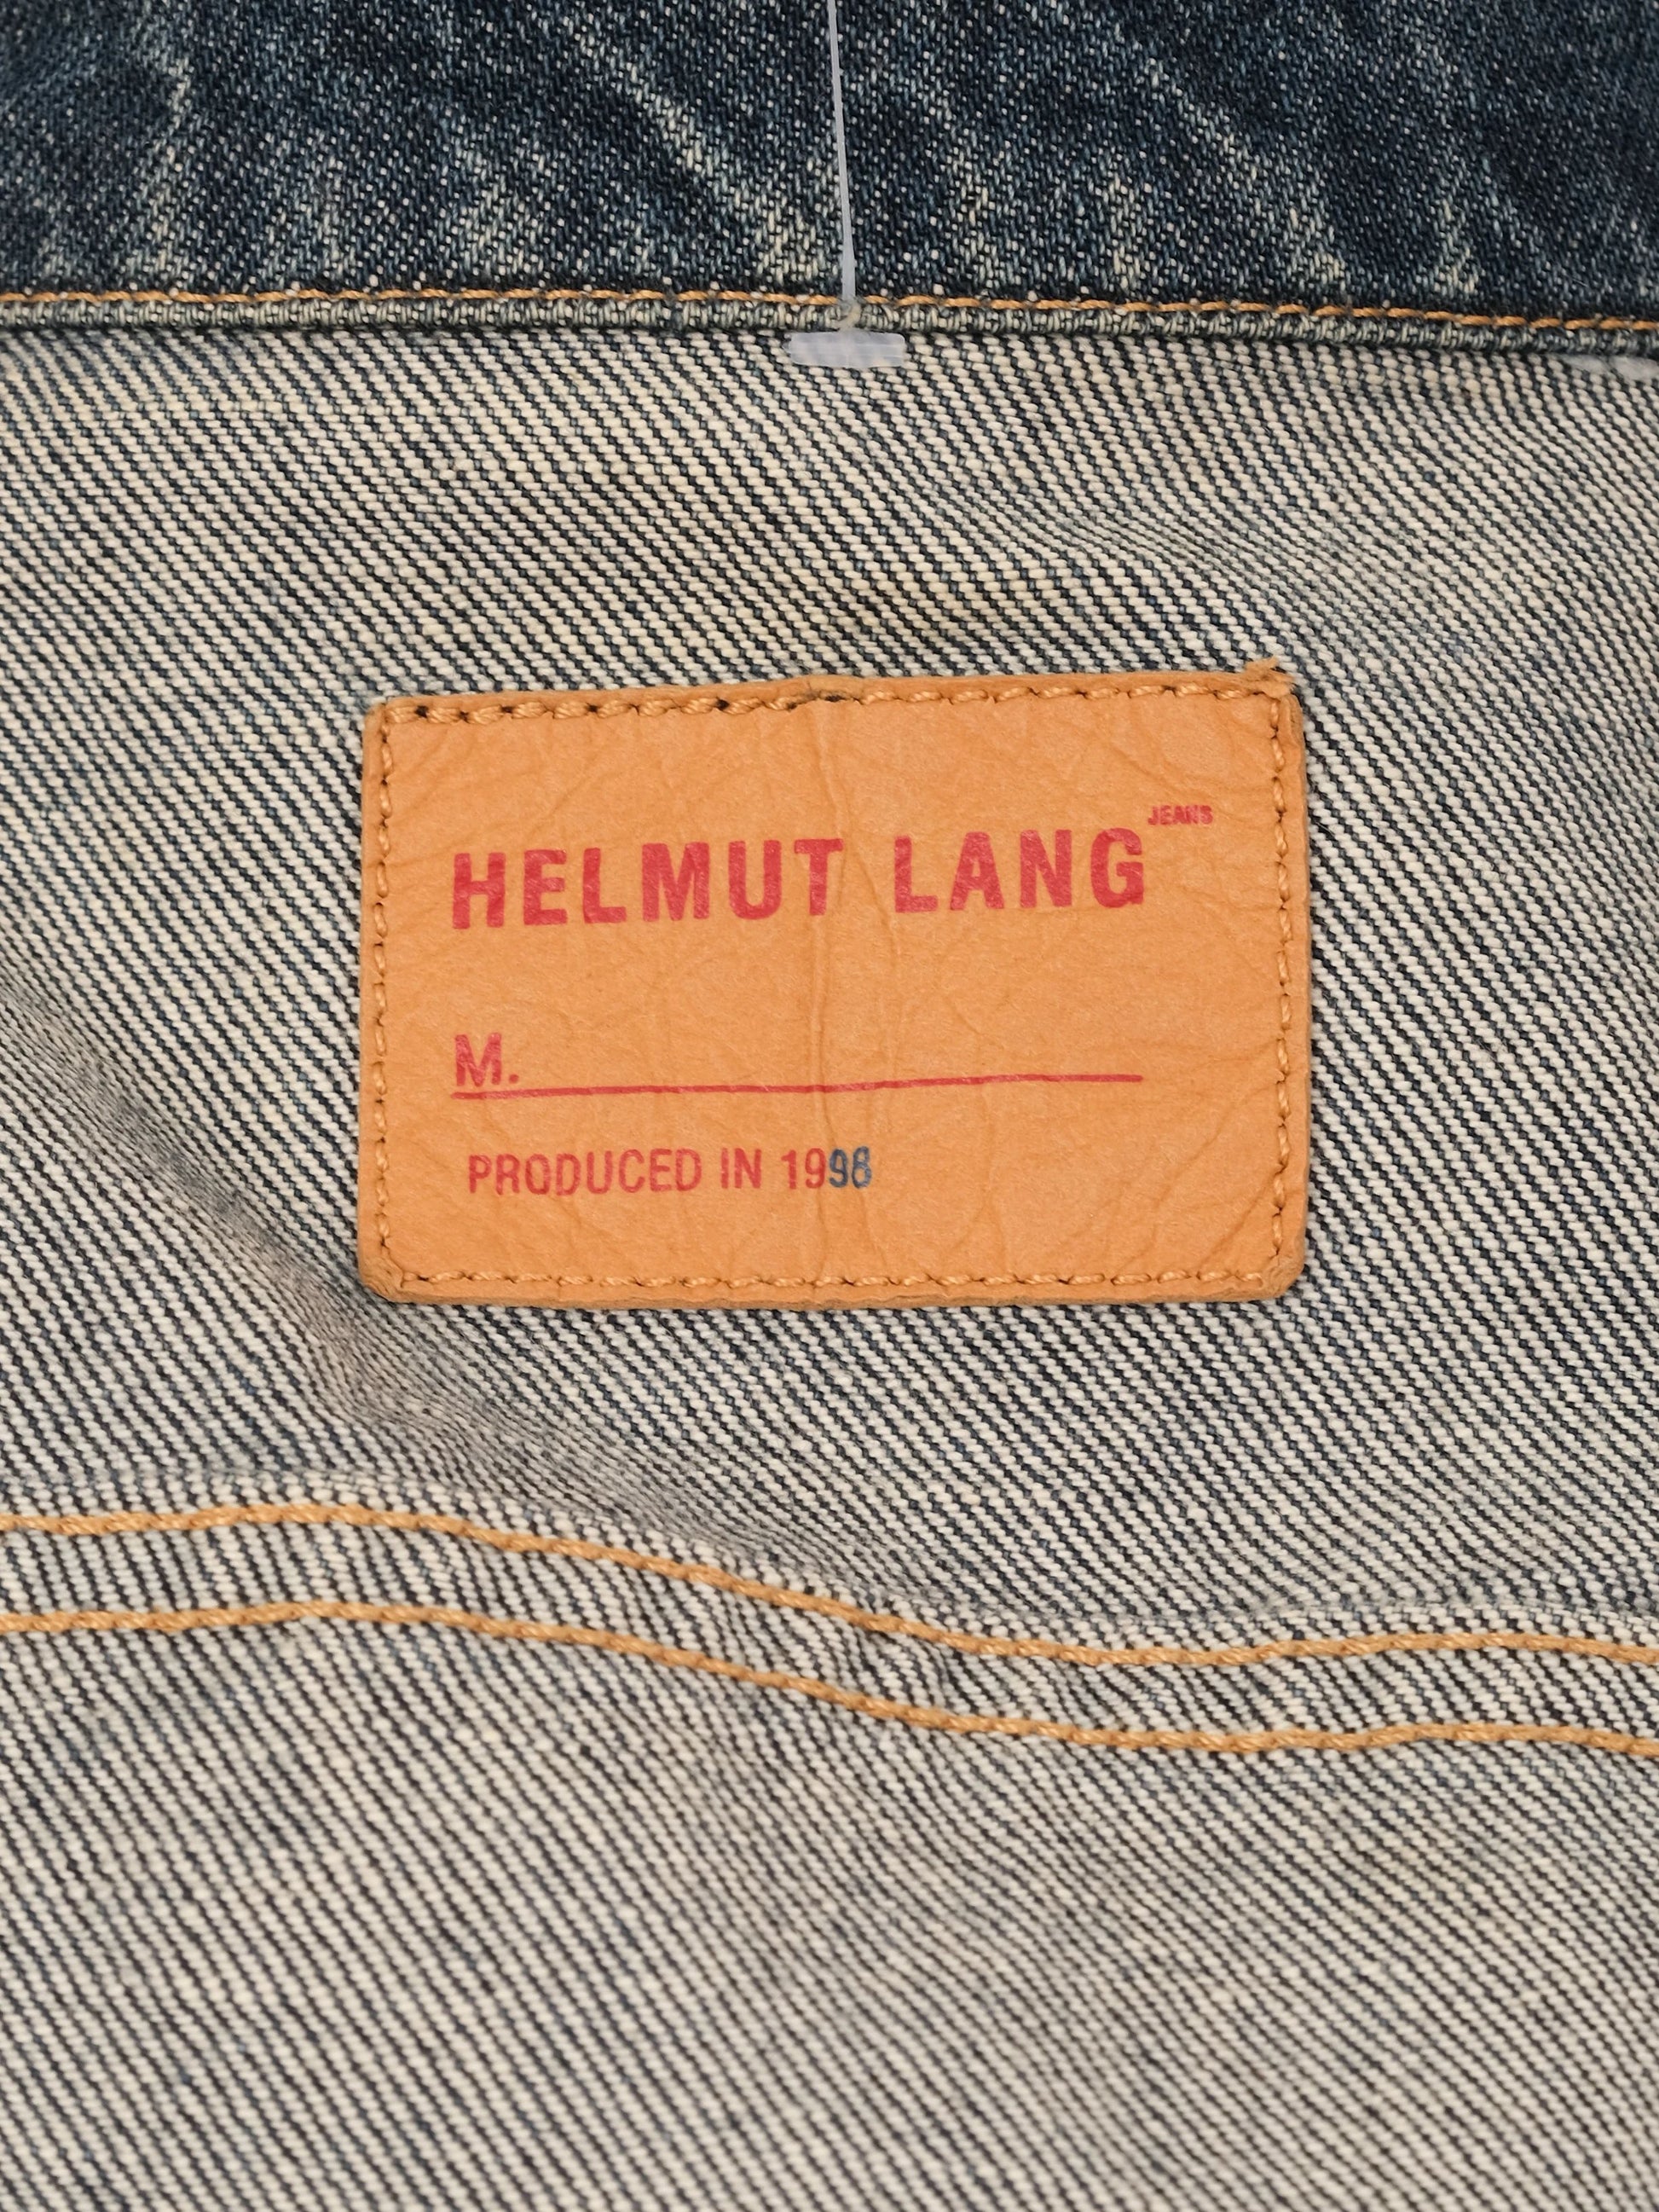 HELMUT LANG JEANS
M.
PRODUCED IN 1998